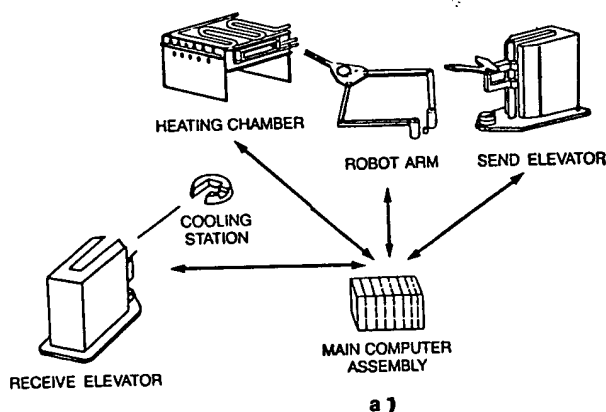 HEATING CHAMBER
ROBOT ARM
SEND ELEVATOR
COOLING
STATION
RECEIVE ELEVATOR
MAIN COMPUTER
ASSEMBLY
a)